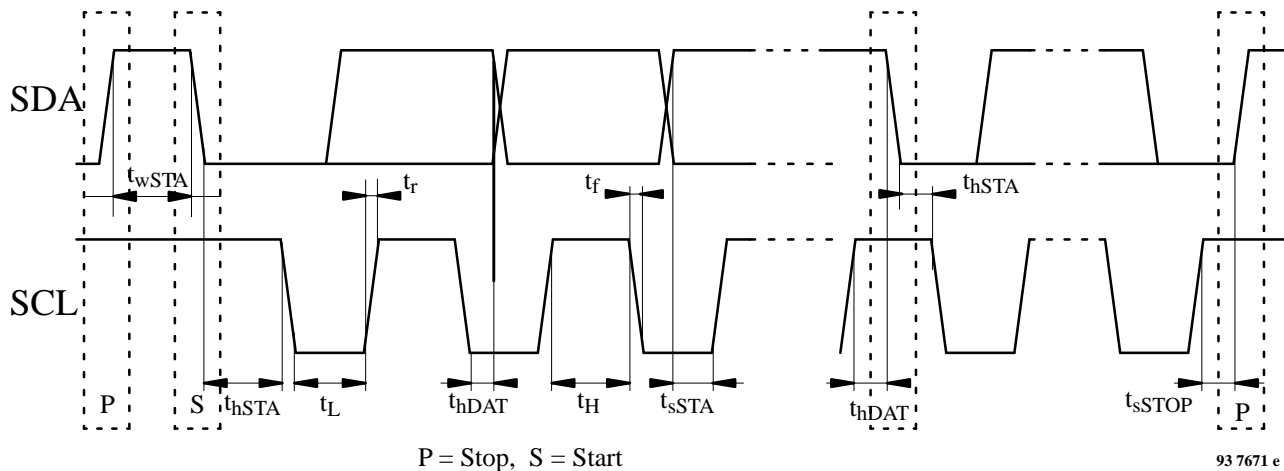 SDA
t_wSTA
t_r
t_f
t_hSTA
SCL
P
S
t_hSTA
t_L
t_hDAT
t_H
t_sSTA
t_hDAT
t_sSTOP
P
P = Stop, S = Start
93 7671 e